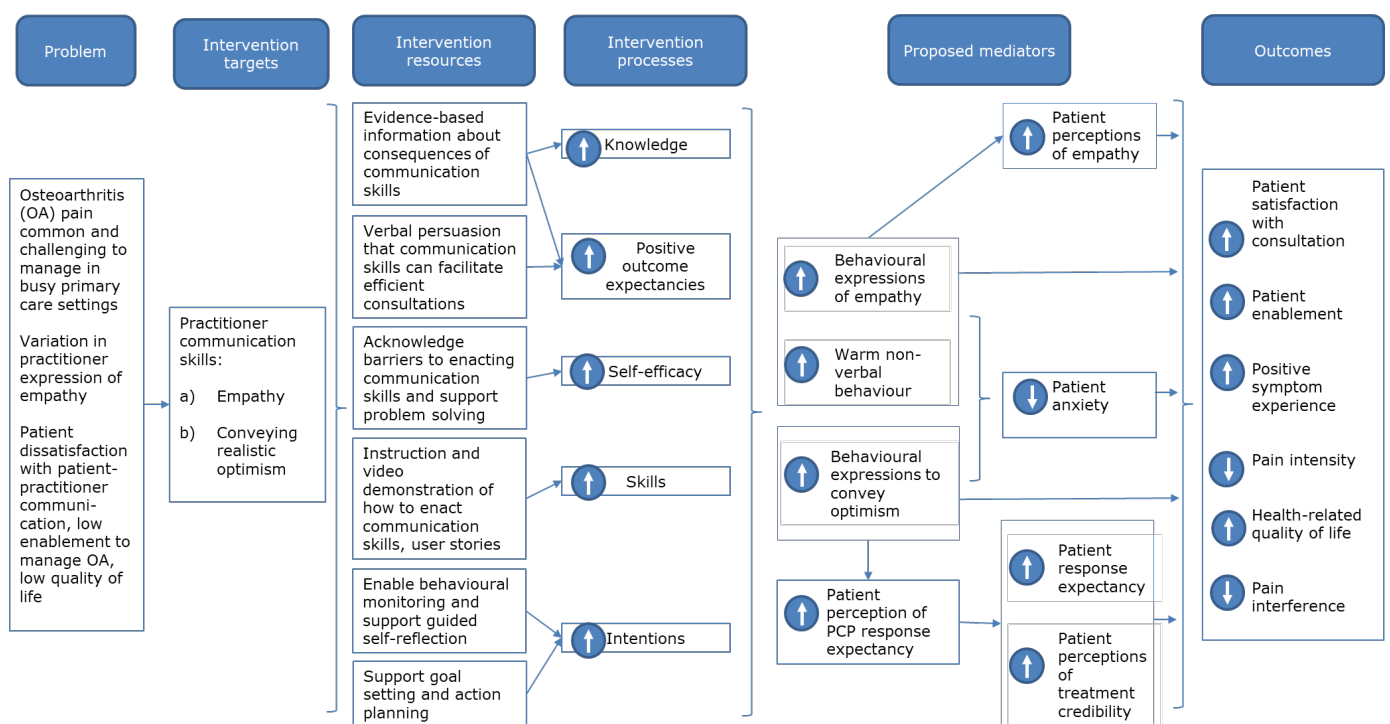 Problem
Intervention
targets
Intervention
resources
Intervention
processes
Proposed mediators
Outcomes
Osteoarthritis
(OA) pain
common and
challenging to
manage in
busy primary
care settings
Variation in
practitioner
expression of
empathy
Patient
dissatisfaction
with patient-
practitioner
communi-
cation, low
enablement to
manage OA,
low quality of
life
Practitioner
communication
skills:
a) Empathy
b) Conveying
realistic
optimism
Evidence-based
information about
consequences of
communication
skills
Verbal persuasion
that communication
skills can facilitate
efficient
consultations
Acknowledge
barriers to enacting
communication
skills and support
problem solving
Instruction and
video
demonstration of
how to enact
communication
skills, user stories
Enable behavioural
monitoring and
support guided
self-reflection
Support goal
setting and action
planning
Knowledge
Positive
outcome
expectancies
Self-efficacy
Skills
Intentions
Behavioural
expressions
of empathy
Warm non-
verbal
behaviour
Behavioural
expressions to
convey
optimism
Patient
perception of
PCP response
expectancy
Patient
perceptions
of empathy
Patient
anxiety
Patient
response
expectancy
Patient
perceptions
of
treatment
credibility
Patient
satisfaction
with
consultation
Patient
enablement
Positive
symptom
experience
Pain intensity
Health-related
quality of life
Pain
interference